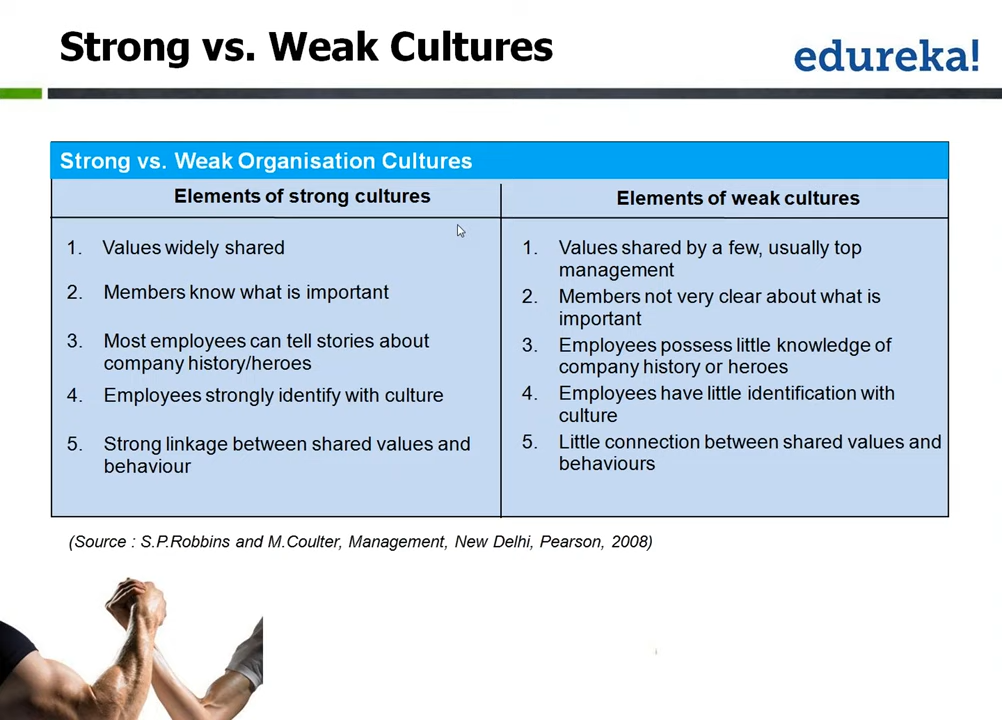 Strong vs. Weak Cultures
edureka!
Strong vs. Weak Organisation Cultures
Elements of strong cultures
1. Values widely shared
2. Members know what is important
3. Most employees can tell stories about
company history/heroes
4. Employees strongly identify with culture
5. Strong linkage between shared values and
behaviour
Elements of weak cultures
1. Values shared by a few, usually top
management
2. Members not very clear about what is
important
3. Employees possess little knowledge of
company history or heroes
4. Employees have little identification with
culture
5. Little connection between shared values and
behaviours
(Source : S.P.Robbins and M.Coulter, Management, New Delhi, Pearson, 2008)